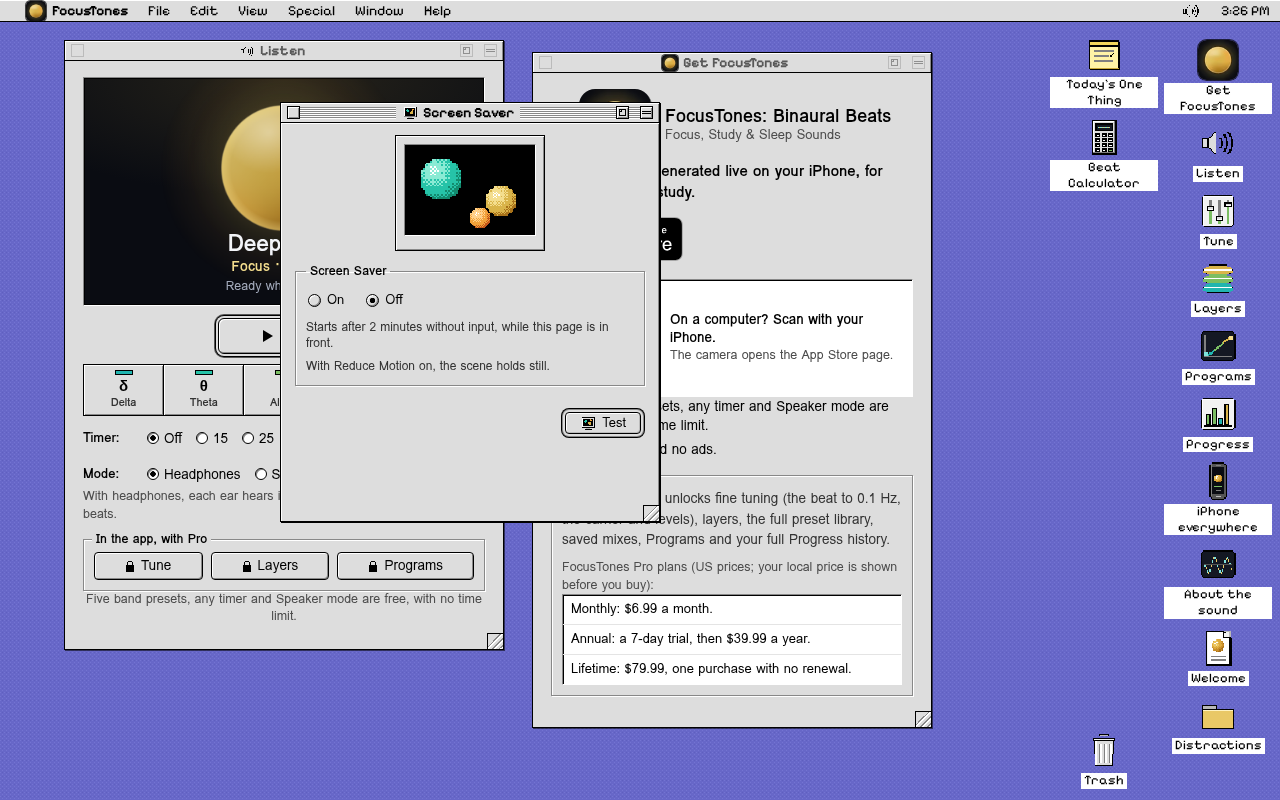 FocusTones File Edit View Special Window Help 3:26 PM
Listen
Deep
Focus ·
Ready wh
δ
Delta
θ
Theta
Al
Timer: Off 15 25
Mode: Headphones S
With headphones, each ear hears i
beats.
In the app, with Pro
Tune Layers Programs
Five band presets, any timer and Speaker mode are free, with no time
limit.
Screen Saver
Screen Saver
On Off
Starts after 2 minutes without input, while this page is in
front.
With Reduce Motion on, the scene holds still.
Test
Get FocusTones
FocusTones: Binaural Beats
Focus, Study & Sleep Sounds
enerated live on your iPhone, for
study.
On a computer? Scan with your
iPhone.
The camera opens the App Store page.
ets, any timer and Speaker mode are
me limit.
d no ads.
unlocks fine tuning (the beat to 0.1 Hz,
levels), layers, the full preset library,
saved mixes, Programs and your full Progress history.
FocusTones Pro plans (US prices; your local price is shown
before you buy):
Monthly: $6.99 a month.
Annual: a 7-day trial, then $39.99 a year.
Lifetime: $79.99, one purchase with no renewal.
Today's One
Thing
Beat
Calculator
Trash
Get
FocusTones
Listen
Tune
Layers
Programs
Progress
iPhone
everywhere
About the
sound
Welcome
Distractions